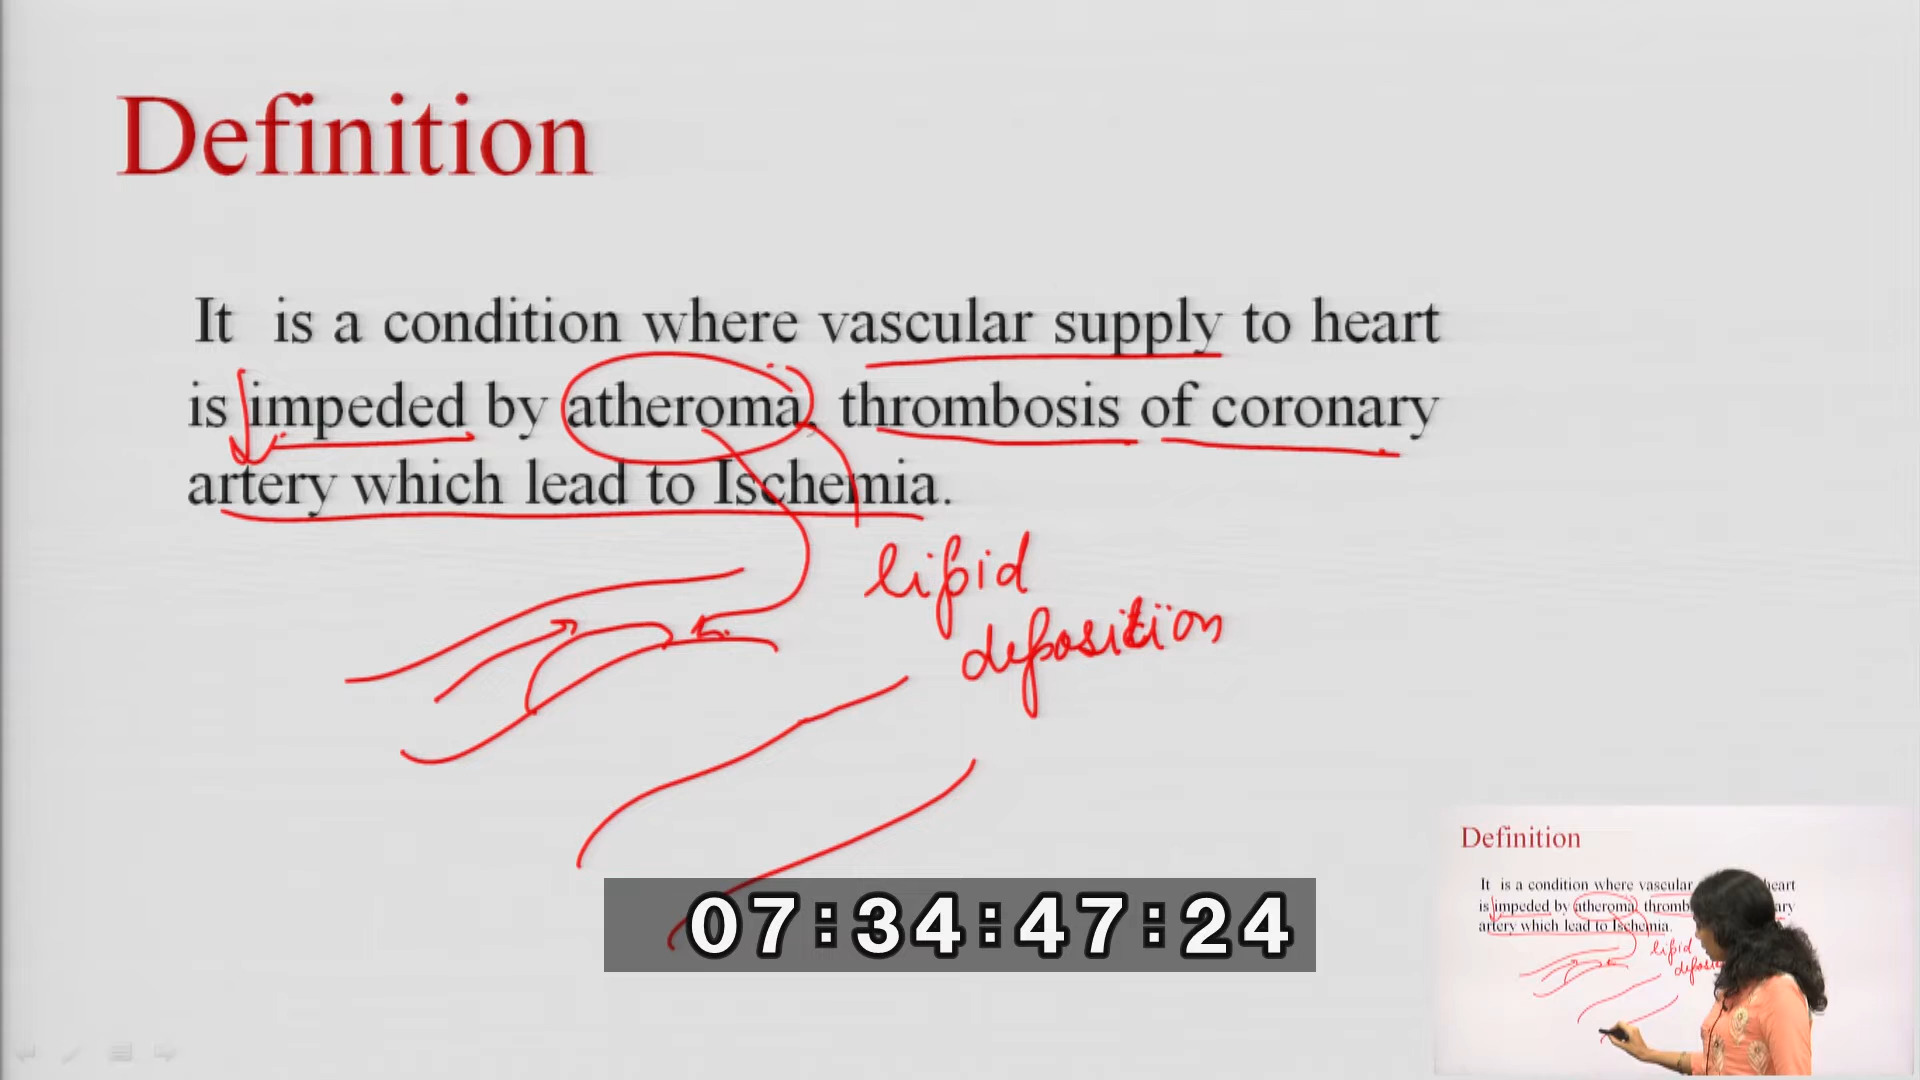 Definition
It is a condition where vascular supply to heart
is impeded by atheroma, thrombosis of coronary
artery which lead to Ischemia.
lipid
deposition
07:34:47:24
Definition
It is a condition where vascular heart
is impeded by atheroma, thromb ary
artery which lead to Ischemia.
lipid